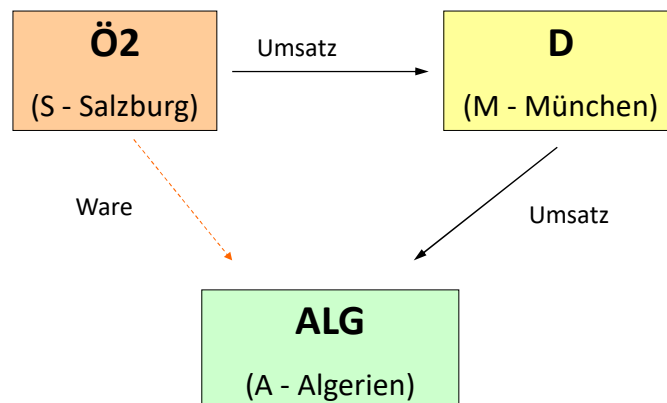 Ö2
(S - Salzburg)
Umsatz
D
(M - München)
Ware
Umsatz
ALG
(A - Algerien)